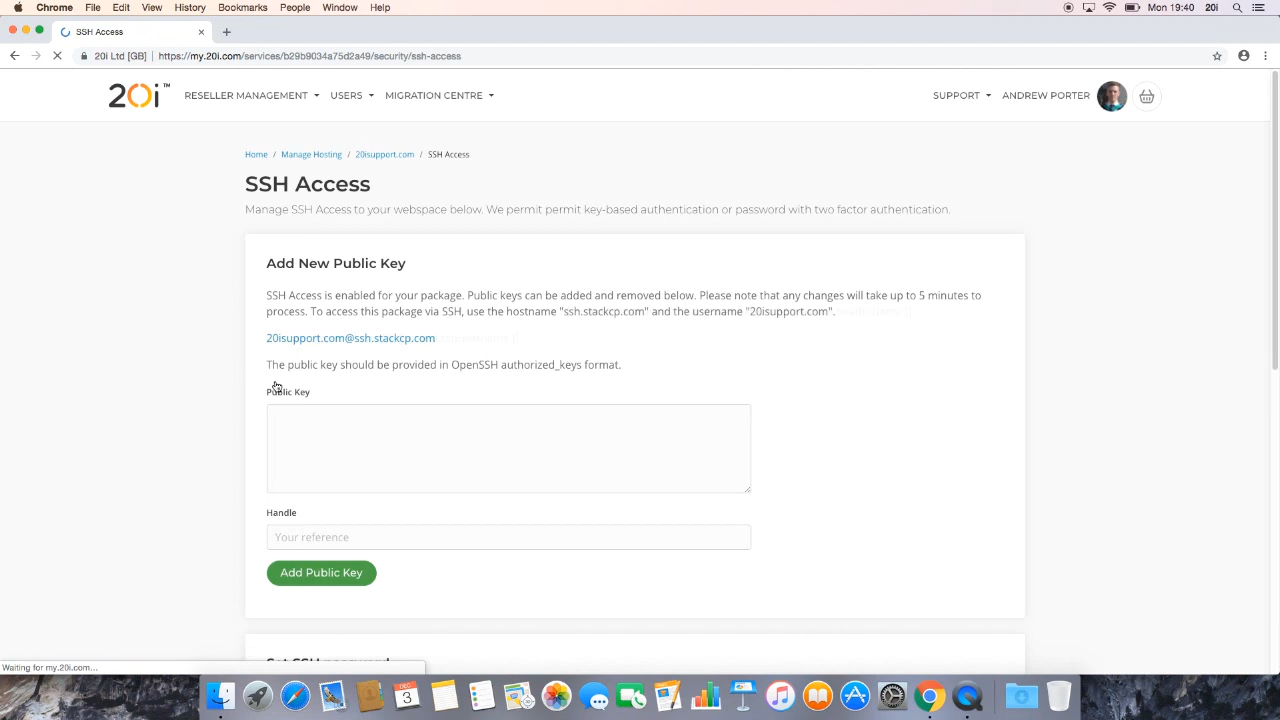 Chrome File Edit View History Bookmarks People Window Help Mon 19:40 20i
SSH Access
20i Ltd [GB] https://my.20i.com/services/b29b9034a75d2a49/security/ssh-access
20i™ RESELLER MANAGEMENT USERS MIGRATION CENTRE SUPPORT ANDREW PORTER
Home / Manage Hosting / 20isupport.com / SSH Access
SSH Access
Manage SSH Access to your webspace below. We permit permit key-based authentication or password with two factor authentication.
Add New Public Key
SSH Access is enabled for your package. Public keys can be added and removed below. Please note that any changes will take up to 5 minutes to
process. To access this package via SSH, use the hostname "ssh.stackcp.com" and the username "20isupport.com".
20isupport.com@ssh.stackcp.com
The public key should be provided in OpenSSH authorized_keys format.
Public Key
Handle
Your reference
Add Public Key
Set SSH password
Waiting for my.20i.com...
DEC
3